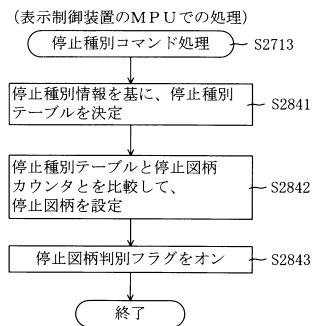 (表示制御装置のMPUでの処理)
停止種別コマンド処理
S2713
停止種別情報を基に、停止種別
テーブルを決定
S2841
停止種別テーブルと停止図柄
カウンタとを比較して、
停止図柄を設定
S2842
停止図柄判別フラグをオン
S2843
終了